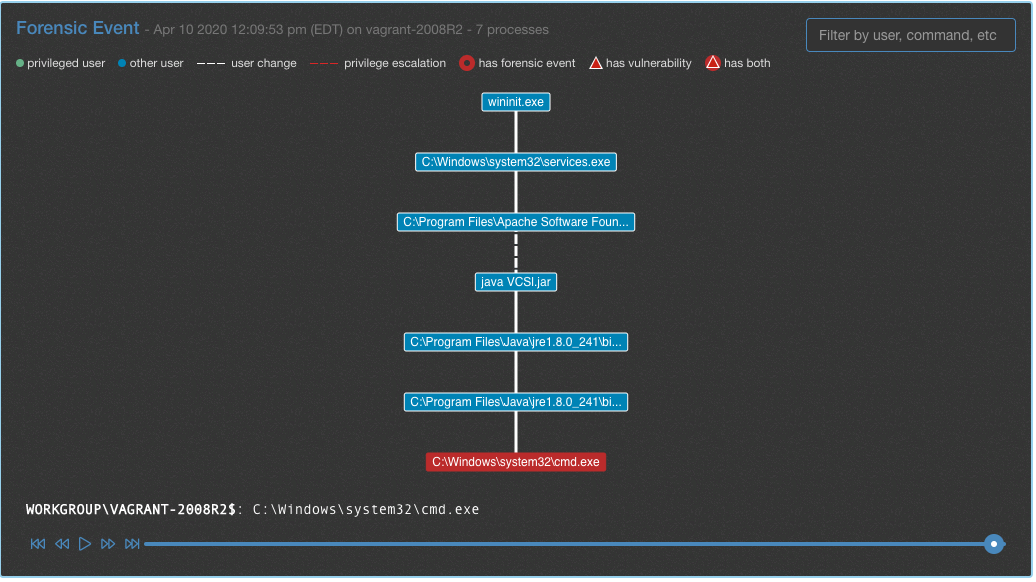 Forensic Event - Apr 10 2020 12:09:53 pm (EDT) on vagrant-2008R2 - 7 processes
Filter by user, command, etc
privileged user other user user change privilege escalation has forensic event has vulnerability has both
wininit.exe
C:\Windows\system32\services.exe
C:\Program Files\Apache Software Foun...
java VCSI.jar
C:\Program Files\Java\jre1.8.0_241\bi...
C:\Program Files\Java\jre1.8.0_241\bi...
C:\Windows\system32\cmd.exe
WORKGROUP\VAGRANT-2008R2$: C:\Windows\system32\cmd.exe